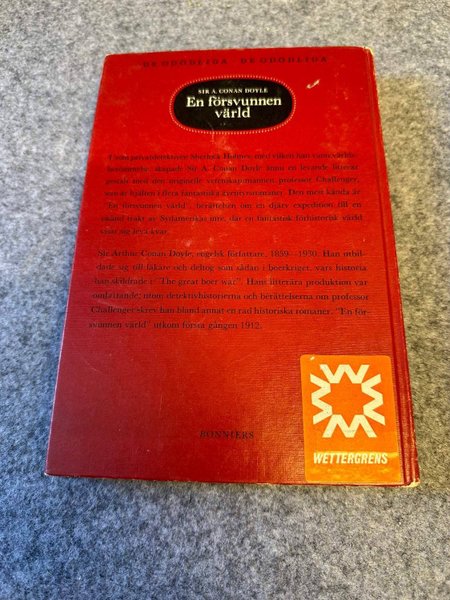 DE ODÖDLIGA · DE ODÖDLIGA
SIR A. CONAN DOYLE
En försvunnen
värld
Utom privatdetektiven Sherlock Holmes, med vilken han vann världs-
berömmelse, skapade Sir A. Conan Doyle ännu en levande litterär
gestalt med den originelle vetenskapsmannen professor Challenger,
som är hjälten i flera fantastiska äventyrsromaner. Den mest kända är
"En försvunnen värld", berättelsen om en djärv expedition till en
okänd trakt av Sydamerikas inre, där en fantastisk förhistorisk värld
visar sig leva kvar.
Sir Arthur Conan Doyle, engelsk författare, 1859—1930. Han utbil-
dade sig till läkare och deltog som sådan i boerkriget, vars historia
han skildrade i "The great boer war". Hans litterära produktion var
omfattande; utom detektivhistorierna och berättelserna om professor
Challenger skrev han bland annat en rad historiska romaner. "En för-
svunnen värld" utkom första gången 1912.
BONNIERS
WETTERGRENS